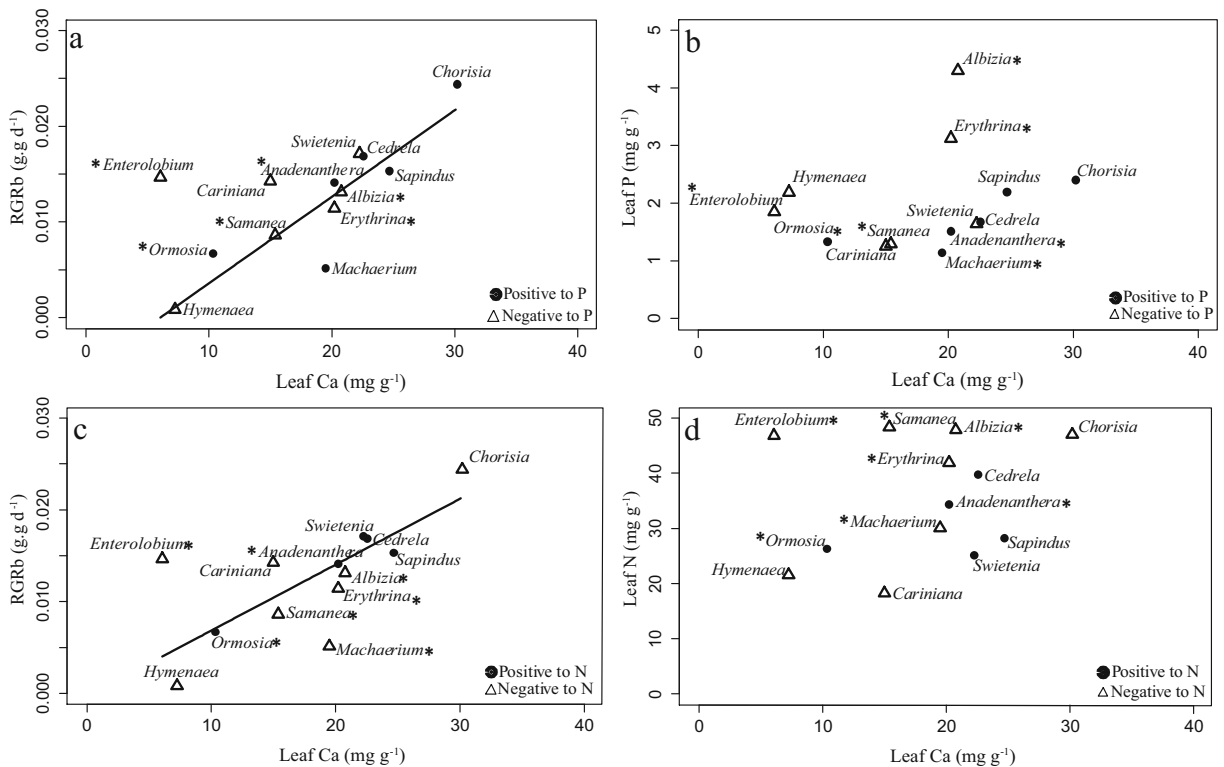 a
RGRb (g.g d-1)
0.030
0.020
0.010
0.000
Chorisia
Swietenia
Cedrela
* Enterolobium
*
Anadenanthera
Sapindus
Cariniana
Albizia*
* Samanea
Erythrina*
* Ormosia
Machaerium
Hymenaea
Positive to P
Negative to P
0 10 20 30 40
Leaf Ca (mg g-1)
b
Leaf P (mg g-1)
5
4
3
2
1
0
Albizia*
Erythrina*
Chorisia
Sapindus
Hymenaea
*
Enterolobium
Swietenia
Cedrela
Ormosia*
* Samanea
Anadenanthera*
Cariniana
Machaerium*
Positive to P
Negative to P
0 10 20 30 40
Leaf Ca (mg g-1)
c
RGRb (g.g d-1)
0.030
0.020
0.010
0.000
Chorisia
Swietenia
Cedrela
Enterolobium*
* Anadenanthera
Sapindus
Cariniana
Albizia*
Erythrina*
Samanea*
Ormosia*
Machaerium*
Hymenaea
Positive to N
Negative to N
0 10 20 30 40
Leaf Ca (mg g-1)
d
Leaf N (mg g-1)
50
40
30
20
10
0
Enterolobium*
* Samanea
Albizia*
Chorisia
* Erythrina
Cedrela
Anadenanthera*
* Machaerium
* Ormosia
Sapindus
Swietenia
Hymenaea
Cariniana
Positive to N
Negative to N
0 10 20 30 40
Leaf Ca (mg g-1)